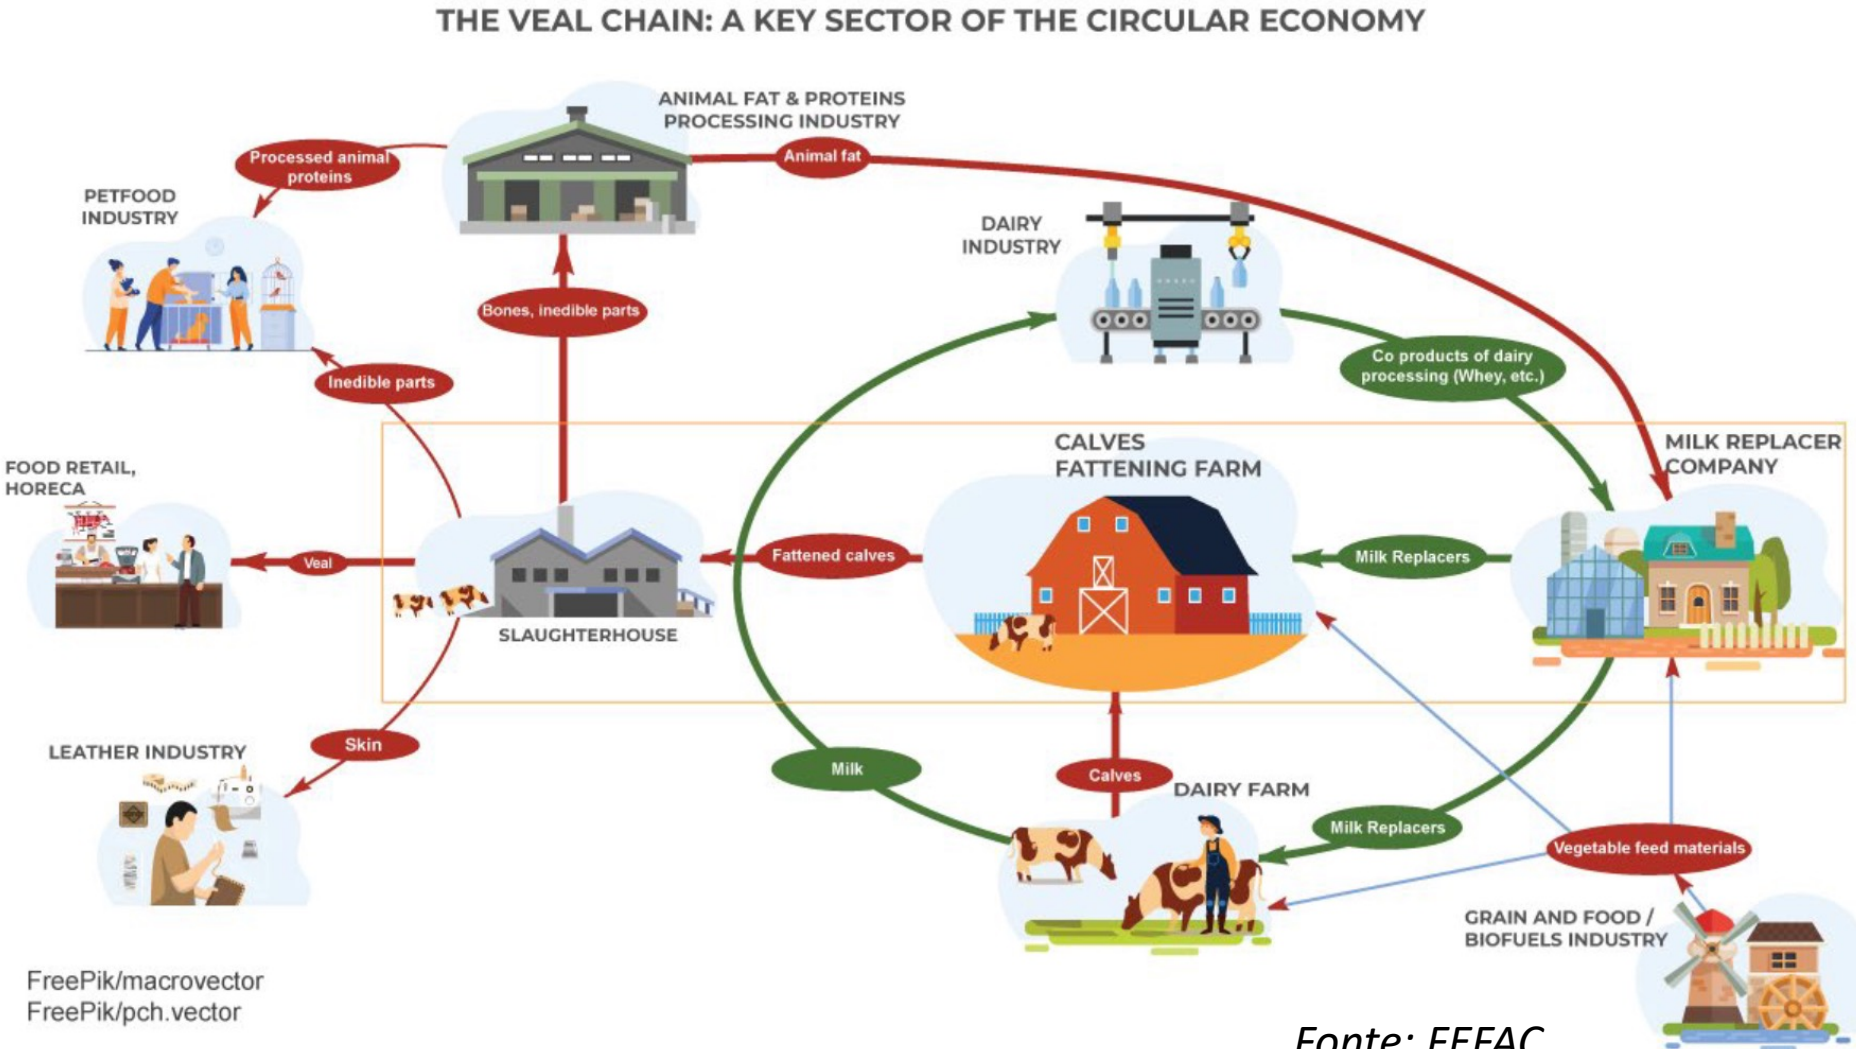 THE VEAL CHAIN: A KEY SECTOR OF THE CIRCULAR ECONOMY
ANIMAL FAT & PROTEINS
PROCESSING INDUSTRY
Processed animal
proteins
Animal fat
PETFOOD
INDUSTRY
DAIRY
INDUSTRY
Bones, inedible parts
Co products of dairy
processing (Whey, etc.)
Inedible parts
CALVES
FATTENING FARM
MILK REPLACER
COMPANY
FOOD RETAIL,
HORECA
Veal
Fattened calves
Milk Replacers
SLAUGHTERHOUSE
LEATHER INDUSTRY
Skin
Milk
Calves
DAIRY FARM
Milk Replacers
Vegetable feed materials
GRAIN AND FOOD /
BIOFUELS INDUSTRY
FreePik/macrovector
FreePik/pch.vector
Fonte: FEFAC